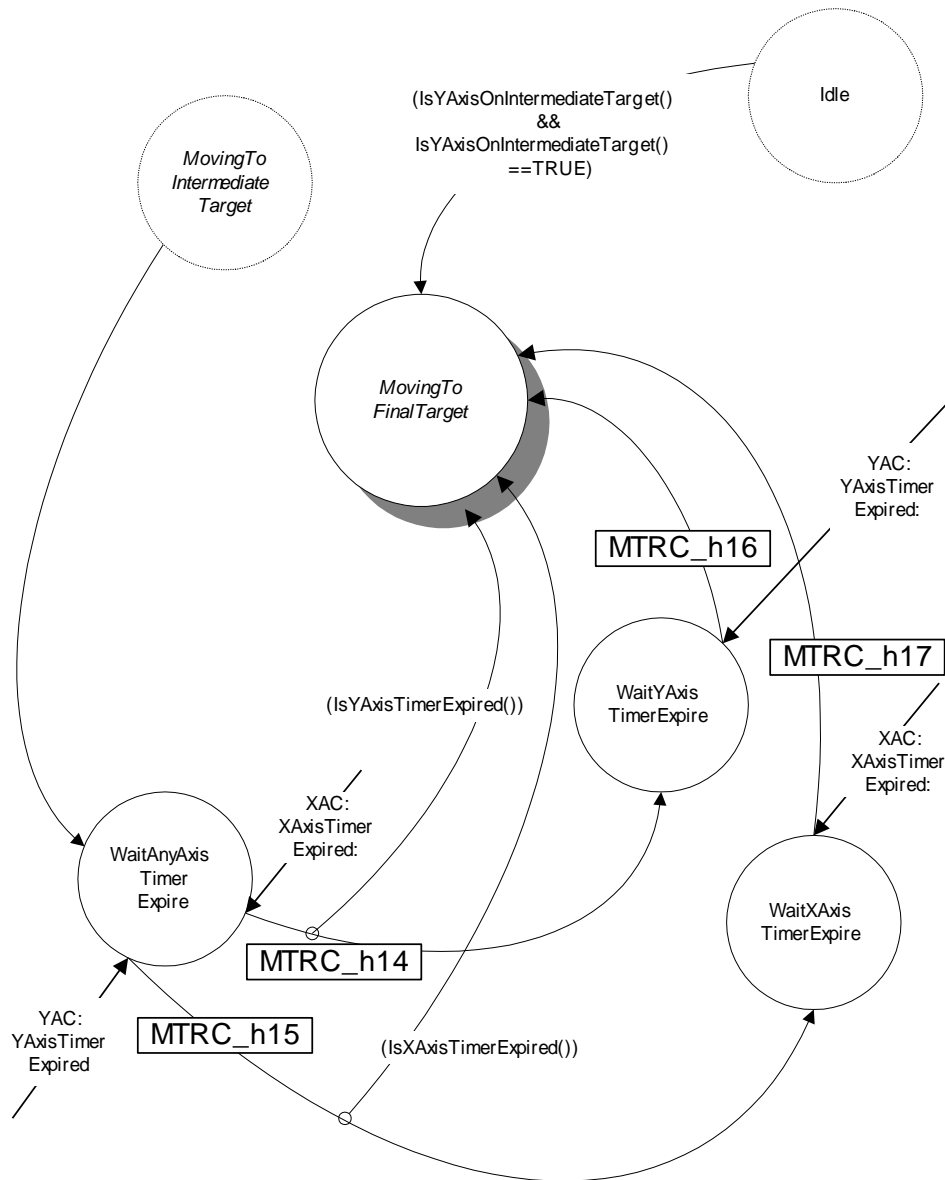 (IsYAxisOnIntermediateTarget()
&&
IsYAxisOnIntermediateTarget()
==TRUE)
Idle
MovingTo
Intermediate
Target
MovingTo
FinalTarget
YAC:
YAxisTimer
Expired:
MTRC_h16
MTRC_h17
WaitYAxis
TimerExpire
(IsYAxisTimerExpired())
XAC:
XAxisTimer
Expired:
XAC:
XAxisTimer
Expired:
WaitAnyAxis
Timer
Expire
WaitXAxis
TimerExpire
MTRC_h14
YAC:
YAxisTimer
Expired
MTRC_h15
(IsXAxisTimerExpired())